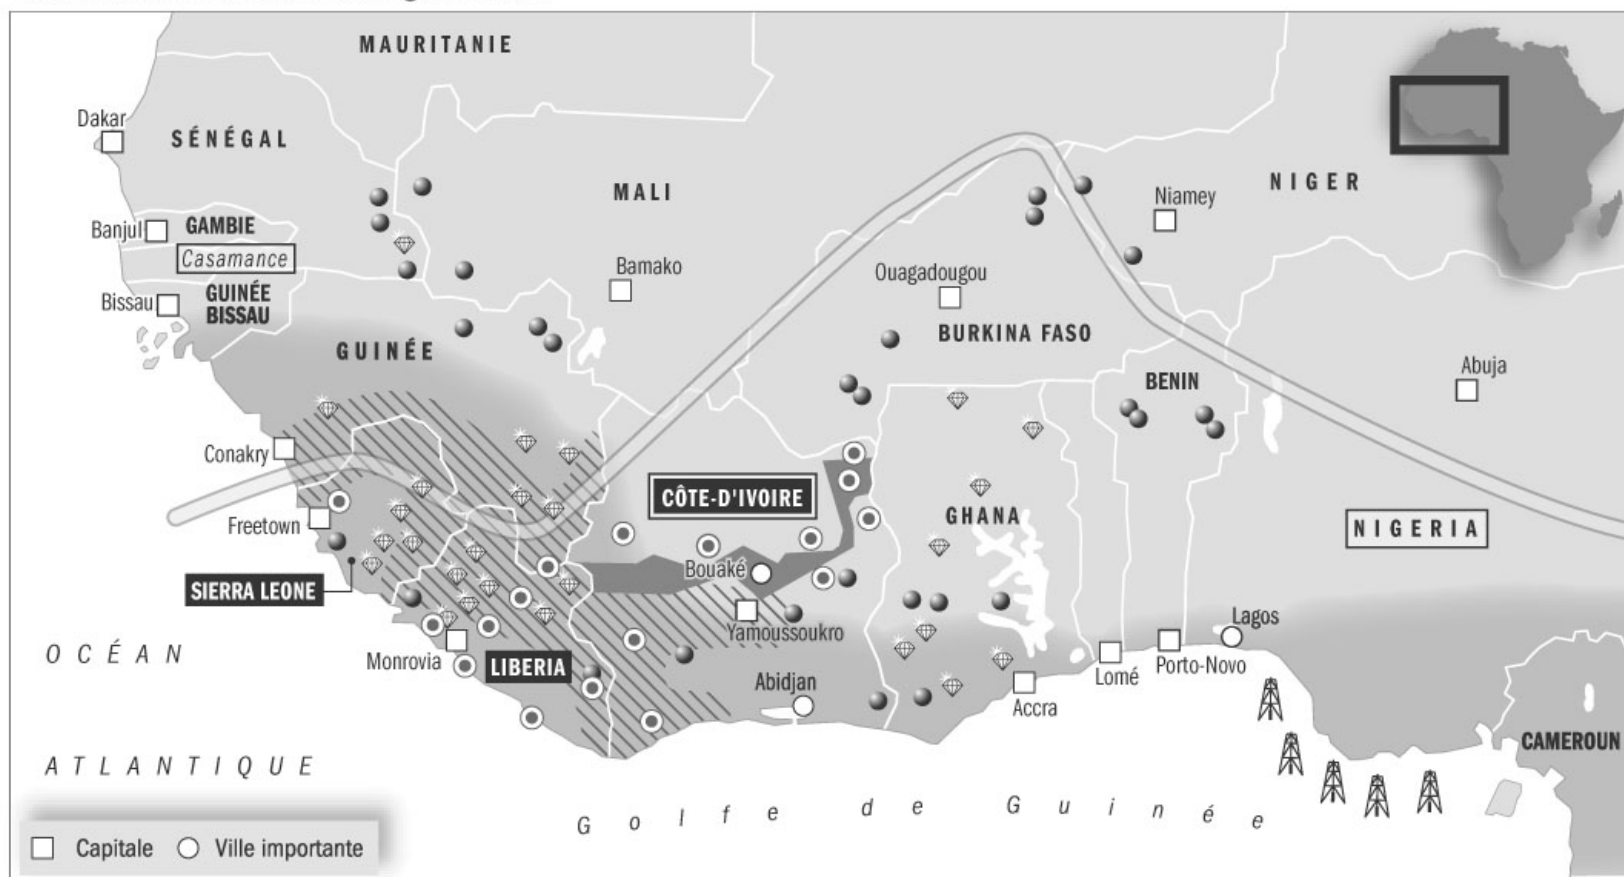 MAURITANIE
Dakar
SÉNÉGAL
MALI
NIGER
Niamey
Banjul
GAMBIE
Casamance
Bamako
Ouagadougou
Bissau
GUINÉE
BISSAU
BURKINA FASO
GUINÉE
BENIN
Abuja
Conakry
CÔTE-D'IVOIRE
Freetown
GHANA
NIGERIA
Bouaké
SIERRA LEONE
Yamoussoukro
Lagos
OCÉAN
Monrovia
LIBERIA
Abidjan
Lomé
Porto-Novo
Accra
CAMEROUN
ATLANTIQUE
Golfe de Guinée
Capitale
Ville importante